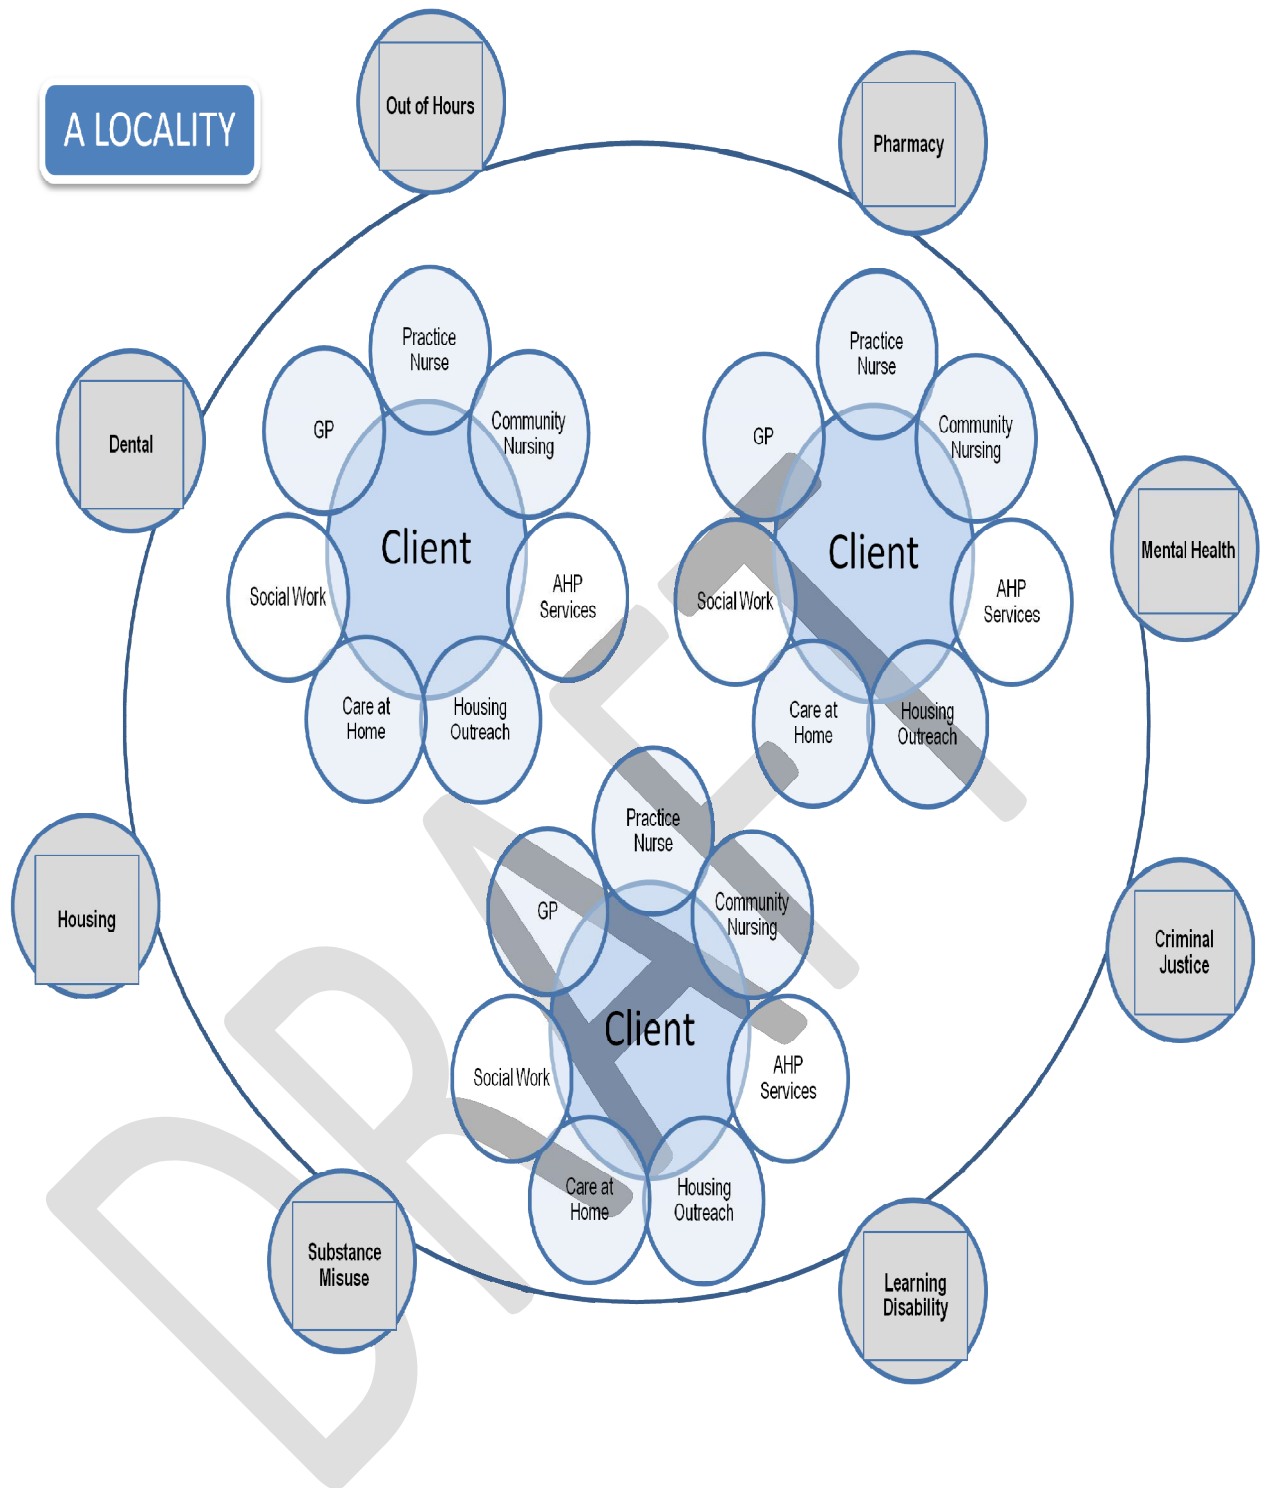 Out of Hours
A LOCALITY
Pharmacy
Practice
Nurse
GP
Community
Nursing
Client
Social Work
AHP
Services
Care at
Home
Housing
Outreach
Practice
Nurse
GP
Community
Nursing
Client
Social Work
AHP
Services
Care at
Home
Housing
Outreach
Dental
Mental Health
Practice
Nurse
GP
Community
Nursing
Client
Social Work
AHP
Services
Care at
Home
Housing
Outreach
Housing
Criminal
Justice
Substance
Misuse
Learning
Disability
DRAFT